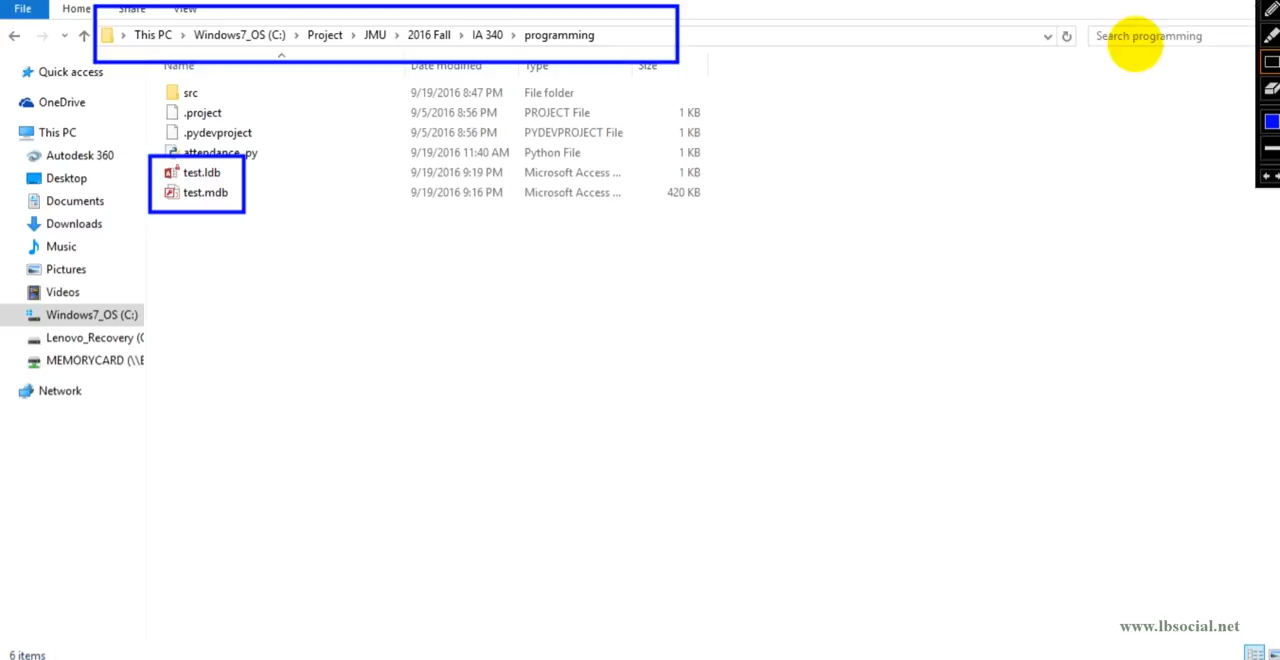 File Home Share View
This PC > Windows7_OS (C:) > Project > JMU > 2016 Fall > IA 340 > programming
Search programming
Name Date modified Type Size
Quick access
OneDrive
This PC
Autodesk 360
Desktop
Documents
Downloads
Music
Pictures
Videos
Windows7_OS (C:)
Lenovo_Recovery (
MEMORYCARD (\\
Network
src 9/19/2016 8:47 PM File folder
.project 9/5/2016 8:56 PM PROJECT File 1 KB
.pydevproject 9/5/2016 8:56 PM PYDEVPROJECT File 1 KB
attendance.py 9/19/2016 11:40 AM Python File 1 KB
test.ldb 9/19/2016 9:19 PM Microsoft Access ... 1 KB
test.mdb 9/19/2016 9:16 PM Microsoft Access ... 420 KB
www.lbsocial.net
6 items